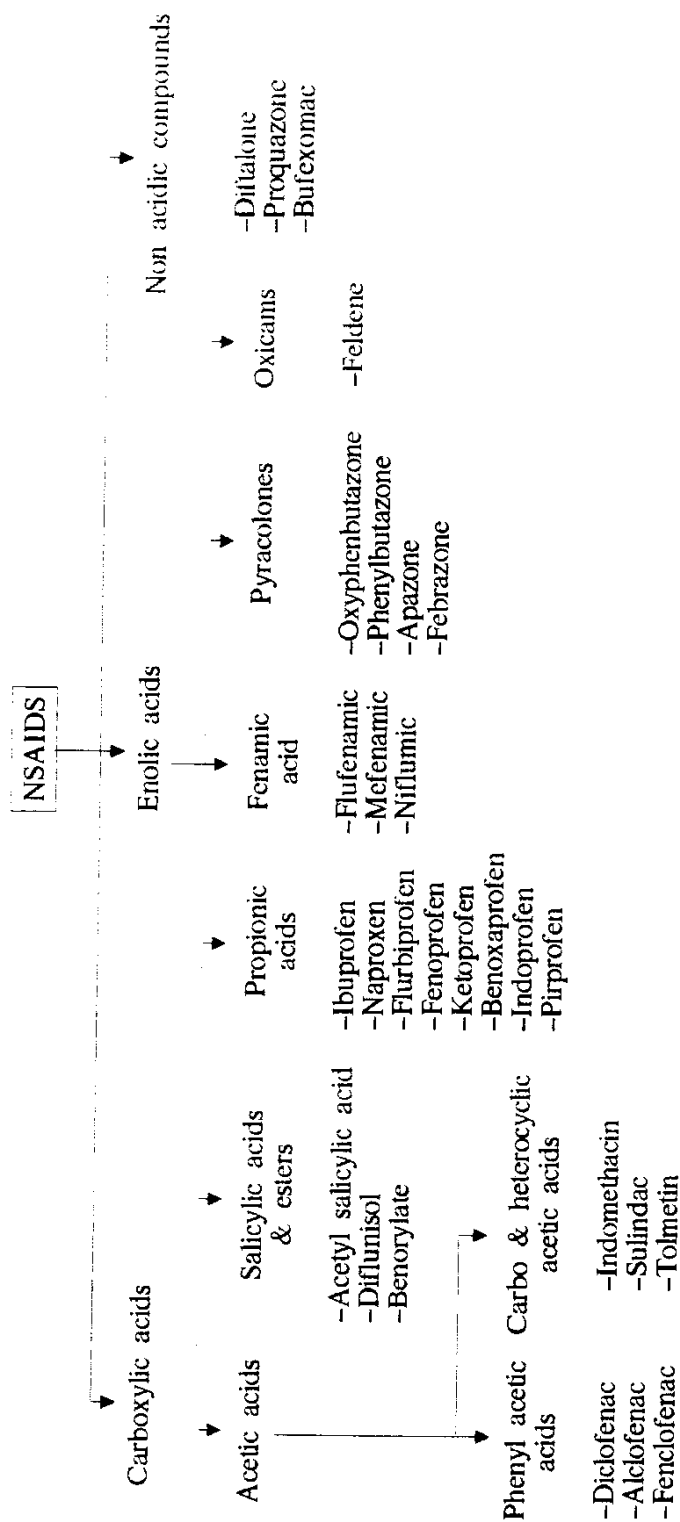 NSAIDS
Carboxylic acids
Enolic acids
Non acidic compounds
Acetic acids
Salicylic acids
& esters
Propionic
acids
Fenamic
acid
Pyracolones
Oxicams
-Diftalone
-Proquazone
-Bufexomac
-Acetyl salicylic acid
-Diflunisol
-Benorylate
-Ibuprofen
-Naproxen
-Flurbiprofen
-Fenoprofen
-Ketoprofen
-Benoxaprofen
-Indoprofen
-Pirprofen
-Flufenamic
-Mefenamic
-Niflumic
-Oxyphenbutazone
-Phenylbutazone
-Apazone
-Febrazone
-Feldene
Phenyl acetic
acids
Carbo & heterocyclic
acetic acids
-Diclofenac
-Alclofenac
-Fenclofenac
-Indomethacin
-Sulindac
-Tolmetin